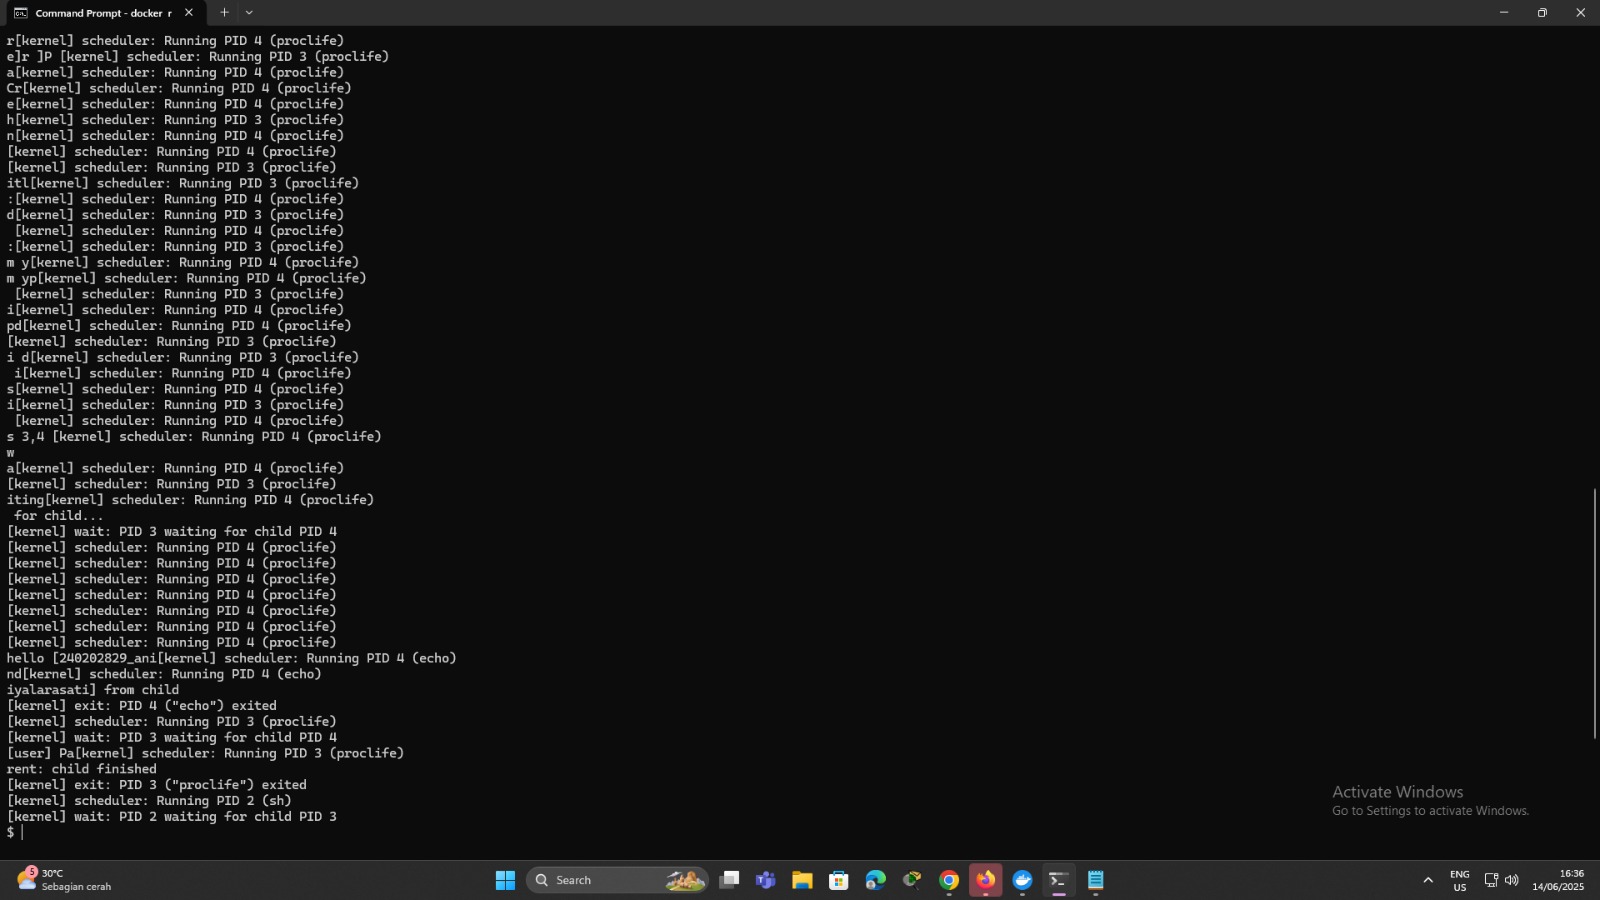 Command Prompt - docker  r
r[kernel] scheduler: Running PID 4 (proclife)
e]r ]P [kernel] scheduler: Running PID 3 (proclife)
a[kernel] scheduler: Running PID 4 (proclife)
Cr[kernel] scheduler: Running PID 4 (proclife)
e[kernel] scheduler: Running PID 4 (proclife)
h[kernel] scheduler: Running PID 3 (proclife)
n[kernel] scheduler: Running PID 4 (proclife)
[kernel] scheduler: Running PID 4 (proclife)
[kernel] scheduler: Running PID 3 (proclife)
itl[kernel] scheduler: Running PID 3 (proclife)
:[kernel] scheduler: Running PID 4 (proclife)
d[kernel] scheduler: Running PID 3 (proclife)
 [kernel] scheduler: Running PID 4 (proclife)
:[kernel] scheduler: Running PID 3 (proclife)
m y[kernel] scheduler: Running PID 4 (proclife)
m yp[kernel] scheduler: Running PID 4 (proclife)
 [kernel] scheduler: Running PID 3 (proclife)
i[kernel] scheduler: Running PID 4 (proclife)
pd[kernel] scheduler: Running PID 4 (proclife)
[kernel] scheduler: Running PID 3 (proclife)
i d[kernel] scheduler: Running PID 3 (proclife)
 i[kernel] scheduler: Running PID 4 (proclife)
s[kernel] scheduler: Running PID 4 (proclife)
i[kernel] scheduler: Running PID 3 (proclife)
 [kernel] scheduler: Running PID 4 (proclife)
s 3,4 [kernel] scheduler: Running PID 4 (proclife)
w
a[kernel] scheduler: Running PID 4 (proclife)
[kernel] scheduler: Running PID 3 (proclife)
iting[kernel] scheduler: Running PID 4 (proclife)
 for child...
[kernel] wait: PID 3 waiting for child PID 4
[kernel] scheduler: Running PID 4 (proclife)
[kernel] scheduler: Running PID 4 (proclife)
[kernel] scheduler: Running PID 4 (proclife)
[kernel] scheduler: Running PID 4 (proclife)
[kernel] scheduler: Running PID 4 (proclife)
[kernel] scheduler: Running PID 4 (proclife)
[kernel] scheduler: Running PID 4 (proclife)
hello [240202829_ani[kernel] scheduler: Running PID 4 (echo)
nd[kernel] scheduler: Running PID 4 (echo)
iyalarasati] from child
[kernel] exit: PID 4 ("echo") exited
[kernel] scheduler: Running PID 3 (proclife)
[kernel] wait: PID 3 waiting for child PID 4
[user] Pa[kernel] scheduler: Running PID 3 (proclife)
rent: child finished
[kernel] exit: PID 3 ("proclife") exited
[kernel] scheduler: Running PID 2 (sh)
[kernel] wait: PID 2 waiting for child PID 3
$
Activate Windows
Go to Settings to activate Windows.
5
30°C
Sebagian cerah
Search
ENG
US
16:36
14/06/2025